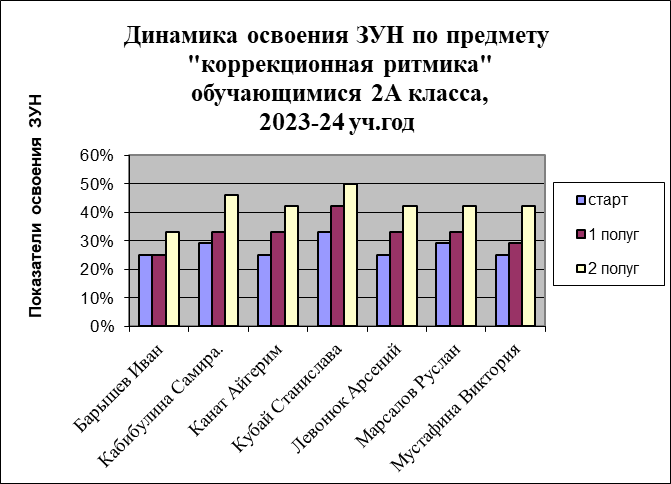 Динамика освоения ЗУН по предмету
"коррекционная ритмика"
обучающимися 2А класса,
2023-24 уч.год
Показатели освоения ЗУН
60%
50%
40%
30%
20%
10%
0%
Барышев Иван
Кабибулина Самира.
Канат Айгерим
Кубай Станислава
Левонюк Арсений
Марсалов Руслан
Мустафина Виктория
старт
1 полуг
2 полуг